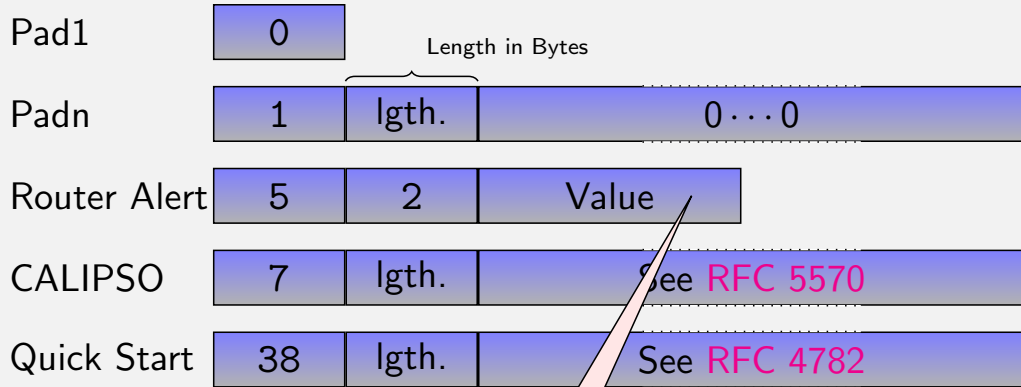 Pad1 0
Length in Bytes
Padn 1 lgth. 0···0
Router Alert 5 2 Value
CALIPSO 7 lgth. See RFC 5570
Quick Start 38 lgth. See RFC 4782